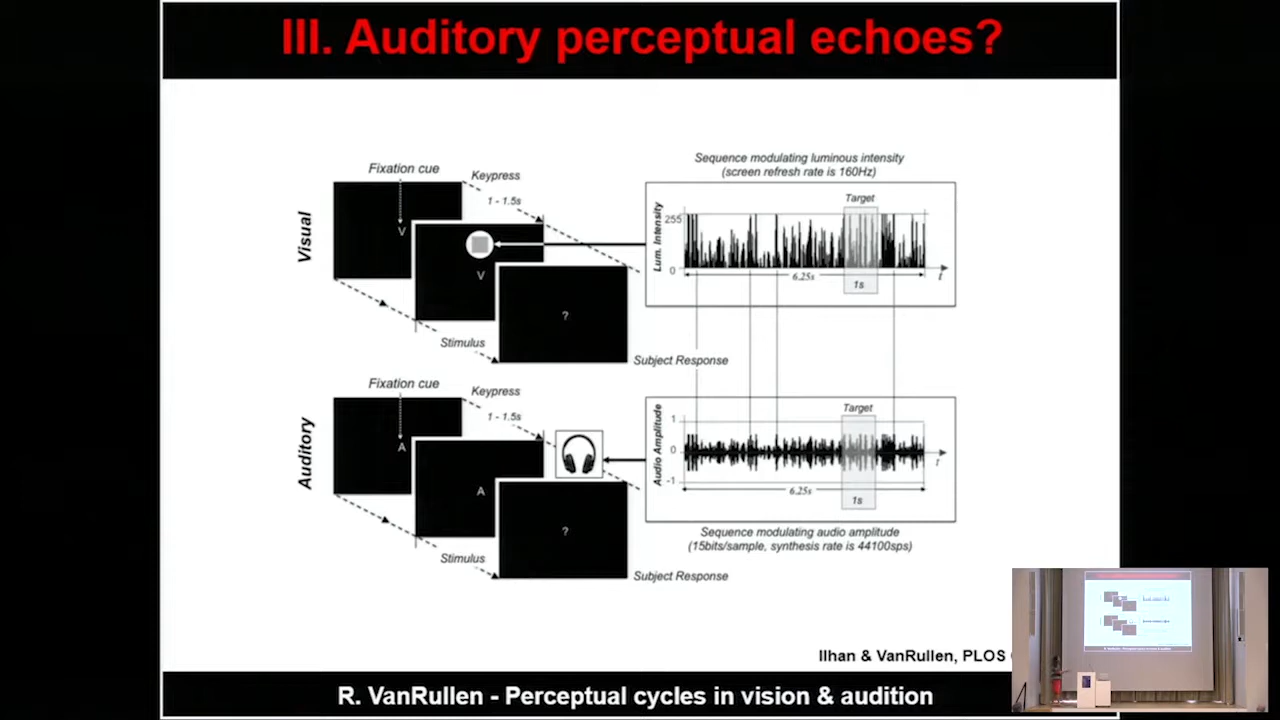 III. Auditory perceptual echoes?
Visual
Fixation cue
V
Keypress
1 - 1.5s
V
?
Stimulus
Subject Response
Sequence modulating luminous intensity
(screen refresh rate is 160Hz)
Lum. Intensity
255
0
Target
6.25s
1s
t
Auditory
Fixation cue
A
Keypress
1 - 1.5s
A
?
Stimulus
Subject Response
Audio Amplitude
1
0
-1
Target
6.25s
1s
t
Sequence modulating audio amplitude
(15bits/sample, synthesis rate is 44100sps)
Ilhan & VanRullen, PLOS
R. VanRullen - Perceptual cycles in vision & audition